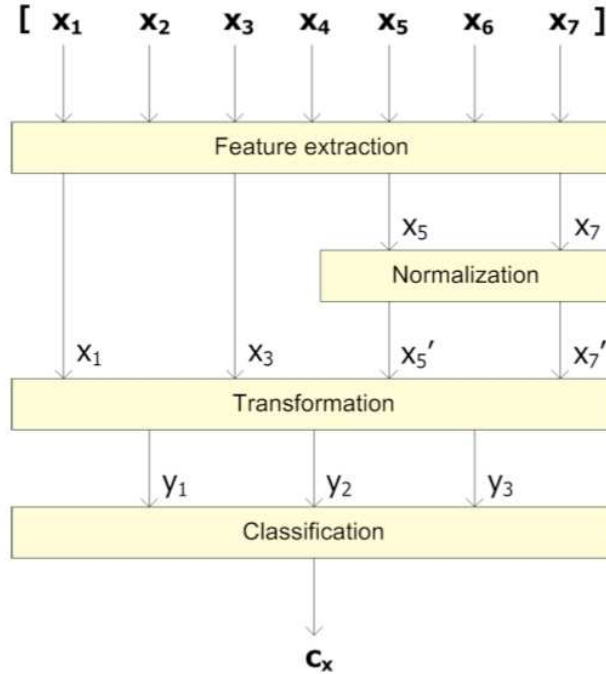 [ x₁ x₂ x₃ x₄ x₅ x₆ x₇ ]
Feature extraction
x₅ x₇
Normalization
x₁ x₃ x₅′ x₇′
Transformation
y₁ y₂ y₃
Classification
cₓ